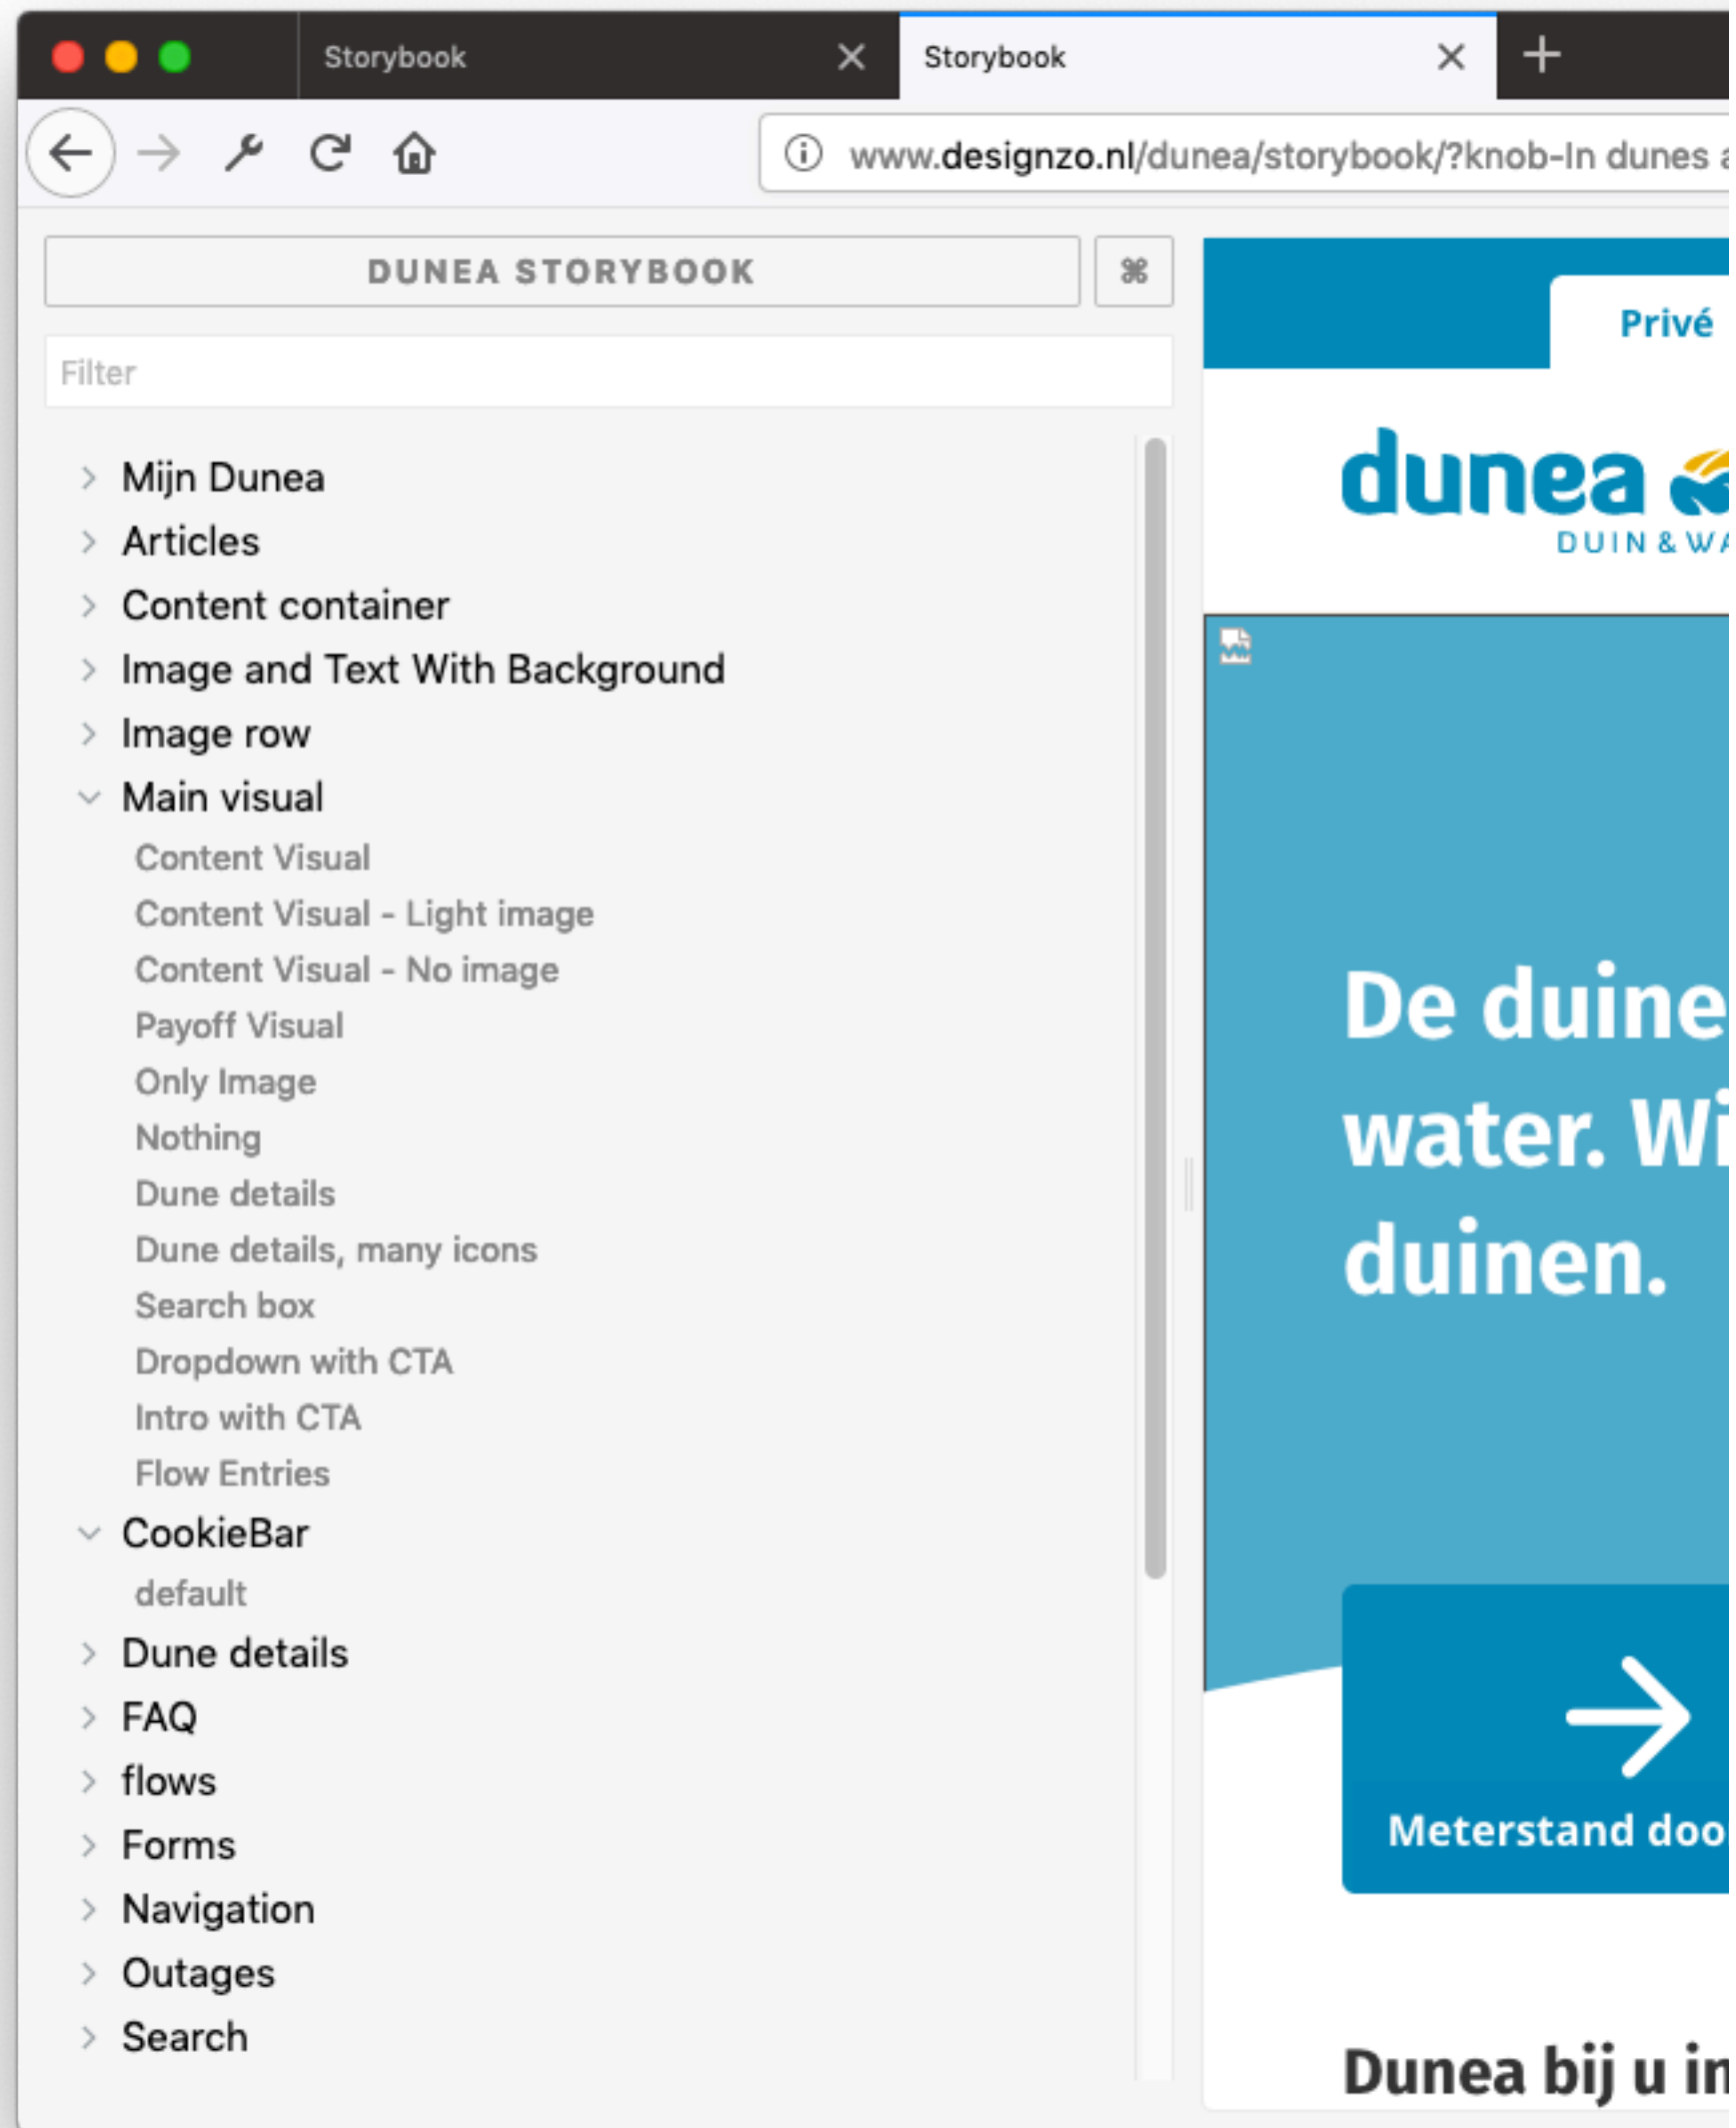 Storybook
Storybook
www.designzo.nl/dunea/storybook/?knob-In dunes
DUNEA STORYBOOK
⌘
Filter
Mijn Dunea
Articles
Content container
Image and Text With Background
Image row
Main visual
Content Visual
Content Visual - Light image
Content Visual - No image
Payoff Visual
Only Image
Nothing
Dune details
Dune details, many icons
Search box
Dropdown with CTA
Intro with CTA
Flow Entries
CookieBar
default
Dune details
FAQ
flows
Forms
Navigation
Outages
Search
Privé
dunea
DUIN & WA
De duine
water. Wi
duinen.
Meterstand doo
Dunea bij u in